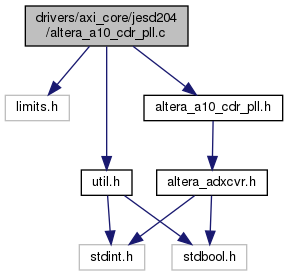 drivers/axi_core/jesd204
/altera_a10_cdr_pll.c
limits.h
altera_a10_cdr_pll.h
util.h
altera_adxcvr.h
stdint.h
stdbool.h